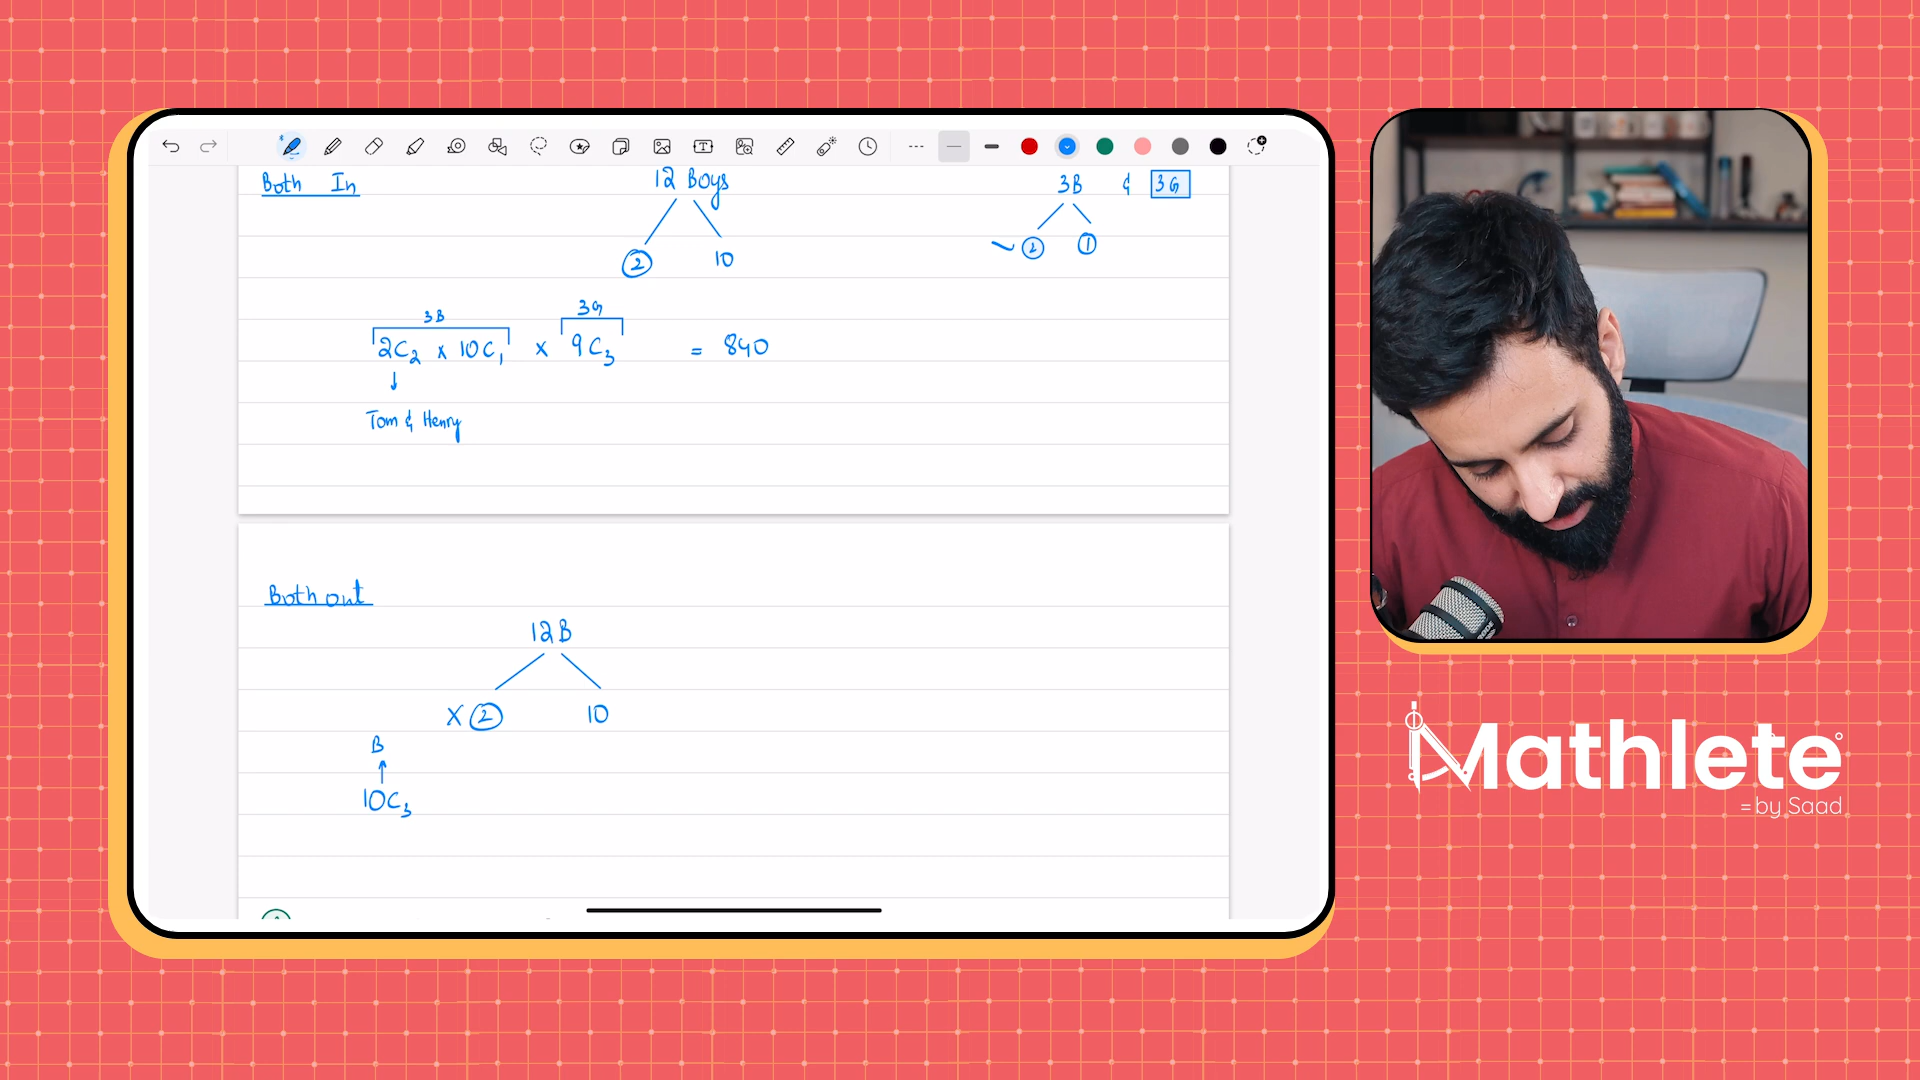 Both In
12 Boys
3B & 3G
2 10
2 1
3B 3G
2C₂ x 10C₁ x 9C₃ = 840
↓
Tom & Henry
Both out
12B
X 2 10
B
↑
10C₃
Mathlete
= by Saad